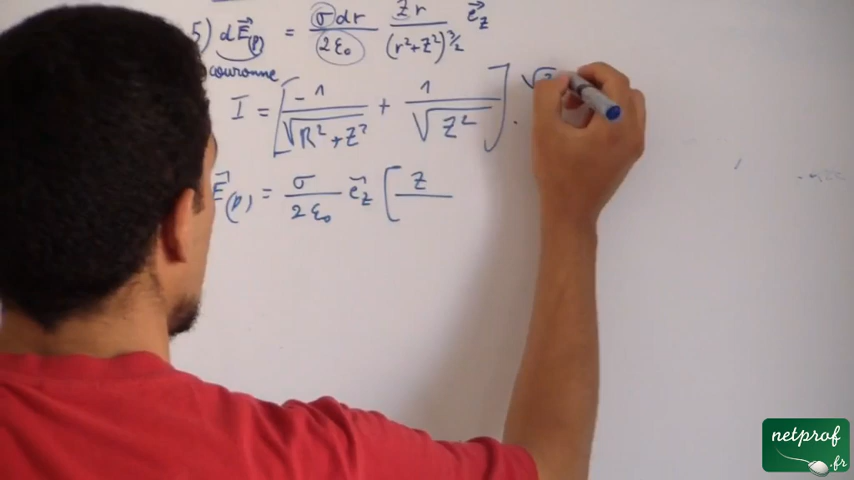 5) dE⃗(p) = σdr/2ε₀ zr/(r²+z²)^3/2 e⃗z
couronne
I = [-1/√R²+z² + 1/√z²] . √z
E⃗(p) = σ/2ε₀ e⃗z [z/
netprof
.fr